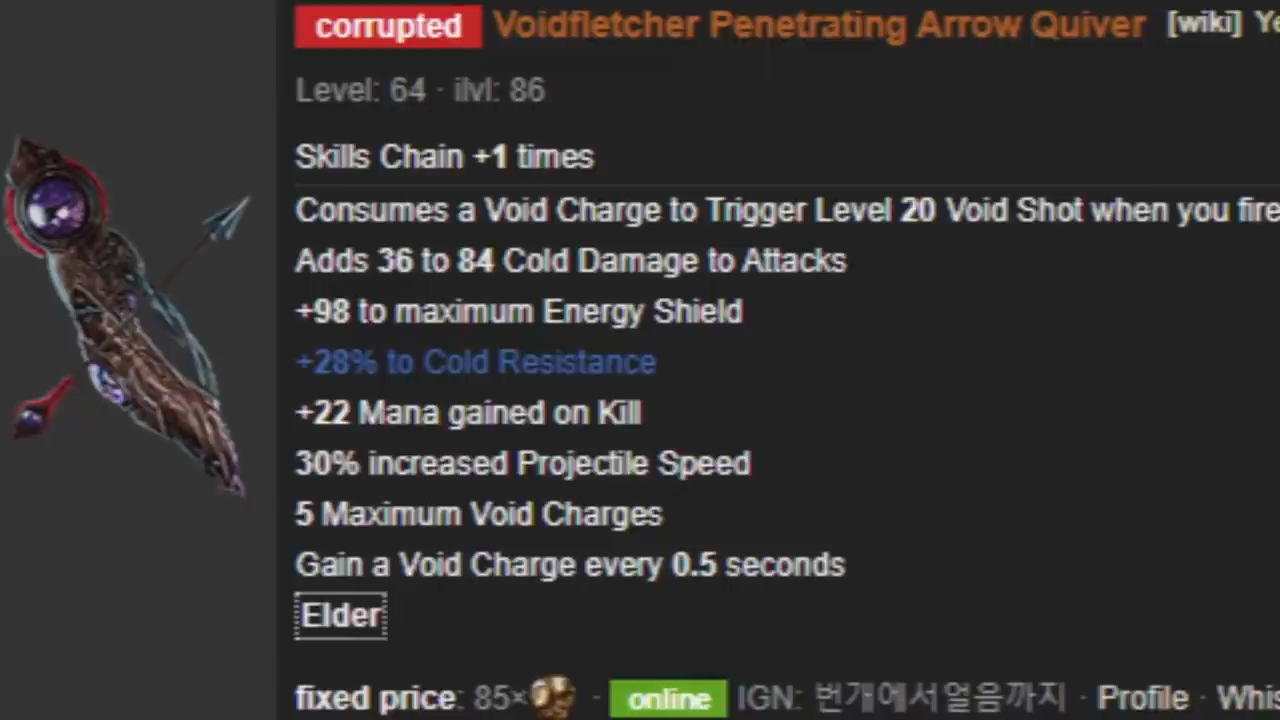 corrupted Voidfletcher Penetrating Arrow Quiver [wiki]
Level: 64 · ilvl: 86
Skills Chain +1 times
Consumes a Void Charge to Trigger Level 20 Void Shot when you fire
Adds 36 to 84 Cold Damage to Attacks
+98 to maximum Energy Shield
+28% to Cold Resistance
+22 Mana gained on Kill
30% increased Projectile Speed
5 Maximum Void Charges
Gain a Void Charge every 0.5 seconds
Elder
fixed price: 85× · online IGN: 번개에서얼음까지 · Profile · Whis